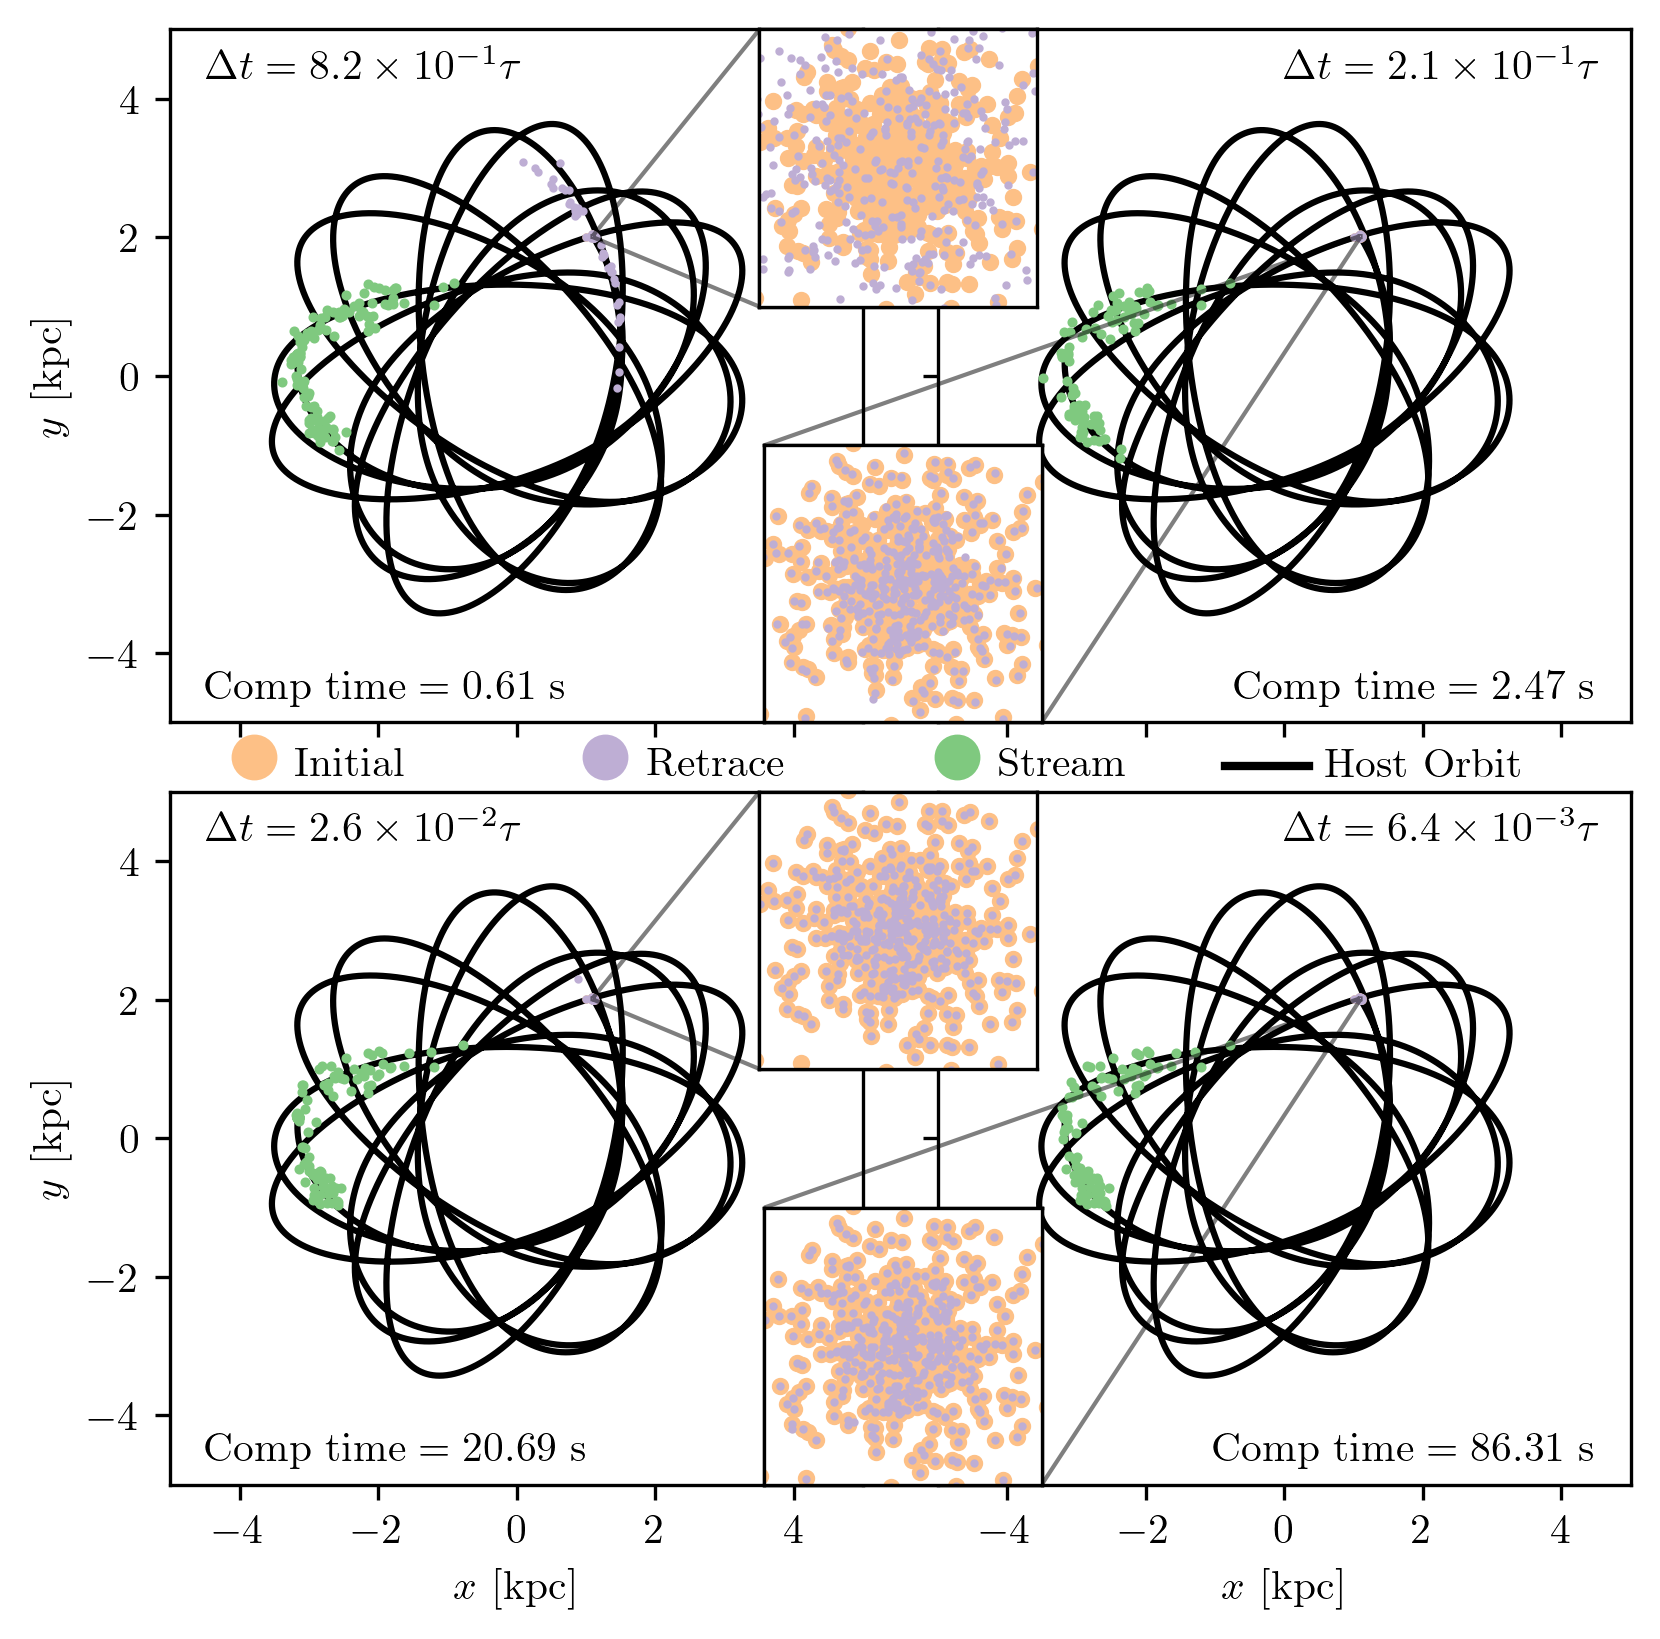 Δt = 8.2 × 10⁻¹τ
Δt = 2.1 × 10⁻¹τ
4
2
0
−2
−4
y [kpc]
Comp time = 0.61 s
Comp time = 2.47 s
Initial
Retrace
Stream
Host Orbit
Δt = 2.6 × 10⁻²τ
Δt = 6.4 × 10⁻³τ
4
2
0
−2
−4
y [kpc]
Comp time = 20.69 s
Comp time = 86.31 s
−4 −2 0 2 4
−4 −2 0 2 4
x [kpc]
x [kpc]